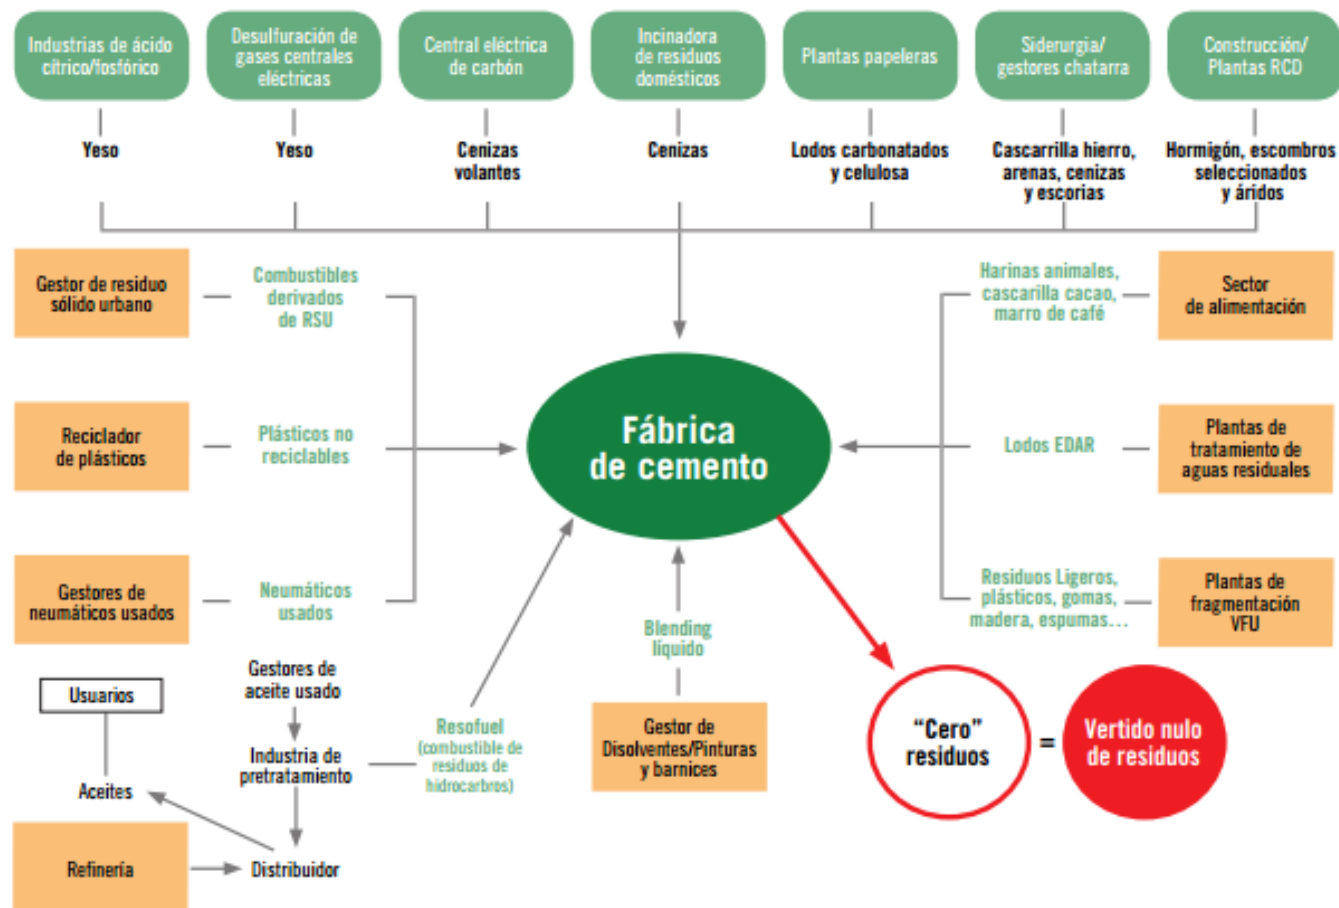 Industrias de ácido
cítrico/fosfórico
Desulfuración de
gases centrales
eléctricas
Central eléctrica
de carbón
Incinadora
de residuos
domésticos
Plantas papeleras
Siderurgia/
gestores chatarra
Construcción/
Plantas RCD
Yeso
Yeso
Cenizas
volantes
Cenizas
Lodos carbonatados
y celulosa
Cascarrilla hierro,
arenas, cenizas
y escorias
Hormigón, escombros
seleccionados
y áridos
Gestor de residuo
sólido urbano
Combustibles
derivados
de RSU
Harinas animales,
cascarilla cacao,
marro de café
Sector
de alimentación
Reciclador
de plásticos
Plásticos no
reciclables
Fábrica
de cemento
Lodos EDAR
Plantas de
tratamiento de
aguas residuales
Gestores de
neumáticos usados
Neumáticos
usados
Residuos Ligeros,
plásticos, gomas,
madera, espumas...
Plantas de
fragmentación
VFU
Blending
líquido
Gestores de
aceite usado
Usuarios
Resofuel
(combustible de
residuos de
hidrocarbros)
Gestor de
Disolventes/Pinturas
y barnices
"Cero"
residuos
=
Vertido nulo
de residuos
Industria de
pretratamiento
Aceites
Refinería
Distribuidor